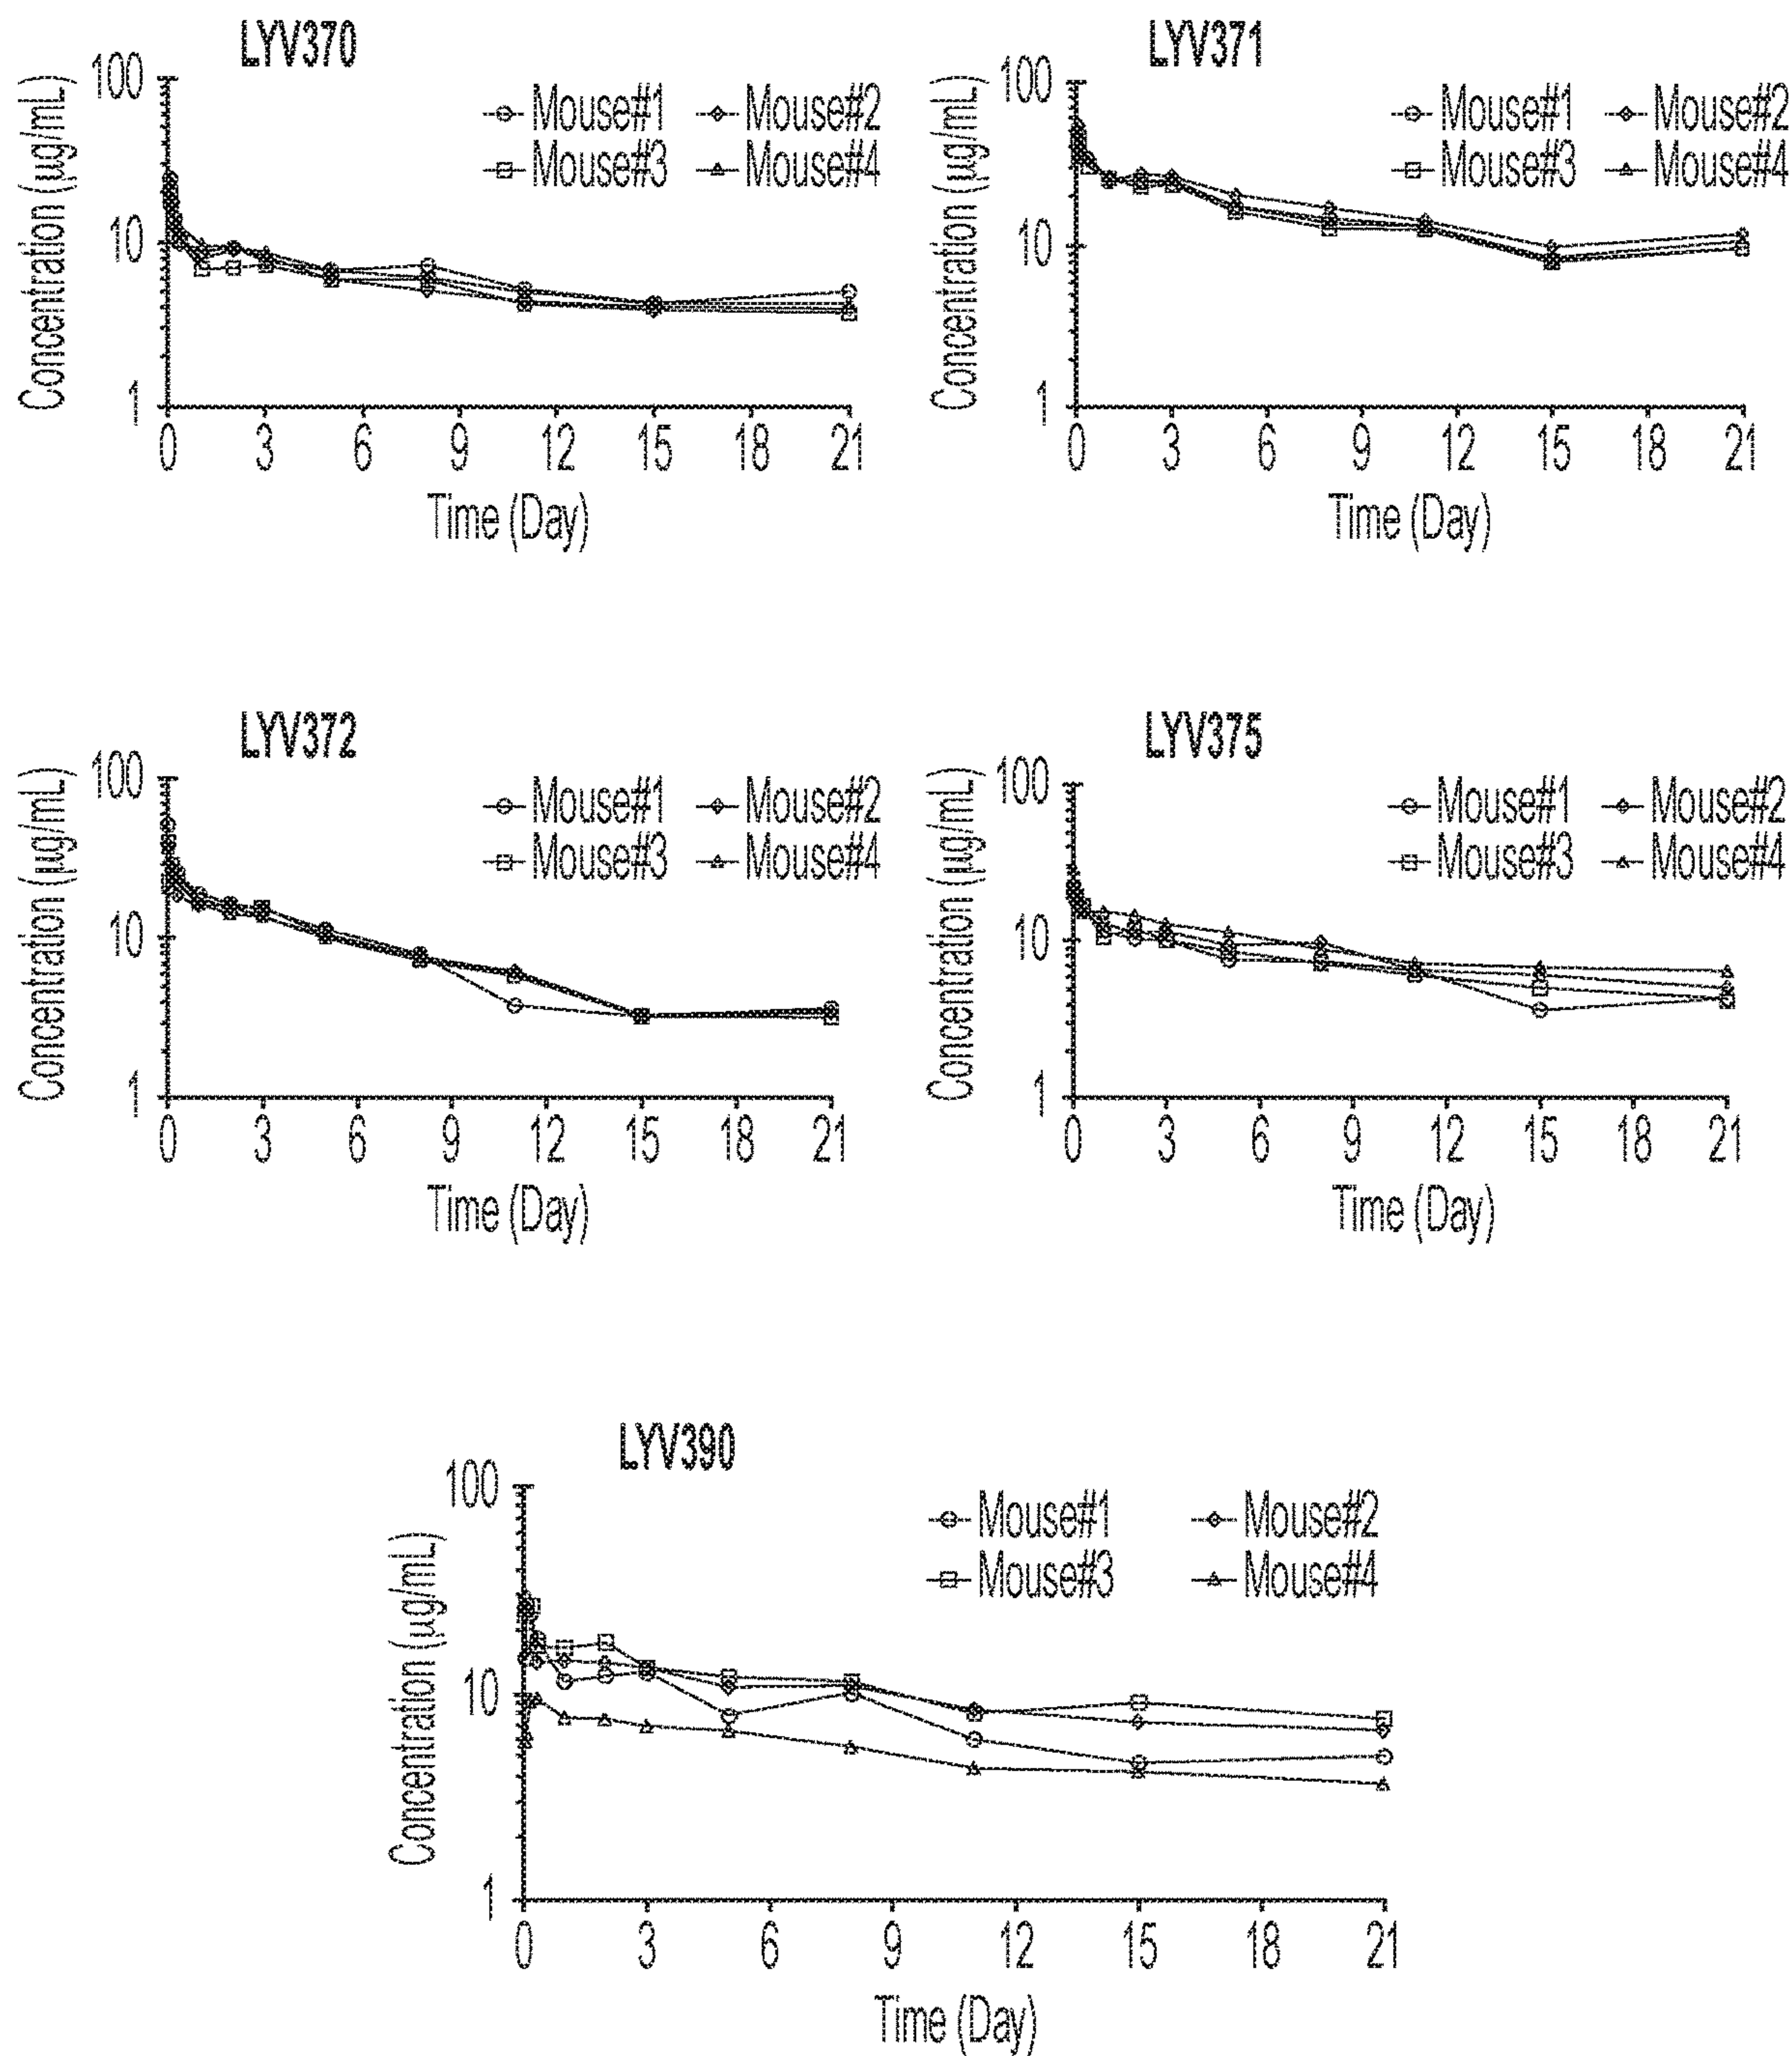 LYV370
Mouse#1 Mouse#2
Mouse#3 Mouse#4
Concentration (µg/mL)
100
10
1
0 3 6 9 12 15 18 21
Time (Day)
LYV371
Mouse#1 Mouse#2
Mouse#3 Mouse#4
Concentration (µg/mL)
100
10
1
0 3 6 9 12 15 18 21
Time (Day)
LYV372
Mouse#1 Mouse#2
Mouse#3 Mouse#4
Concentration (µg/mL)
100
10
1
0 3 6 9 12 15 18 21
Time (Day)
LYV375
Mouse#1 Mouse#2
Mouse#3 Mouse#4
Concentration (µg/mL)
100
10
1
0 3 6 9 12 15 18 21
Time (Day)
LYV390
Mouse#1 Mouse#2
Mouse#3 Mouse#4
Concentration (µg/mL)
100
10
1
0 3 6 9 12 15 18 21
Time (Day)